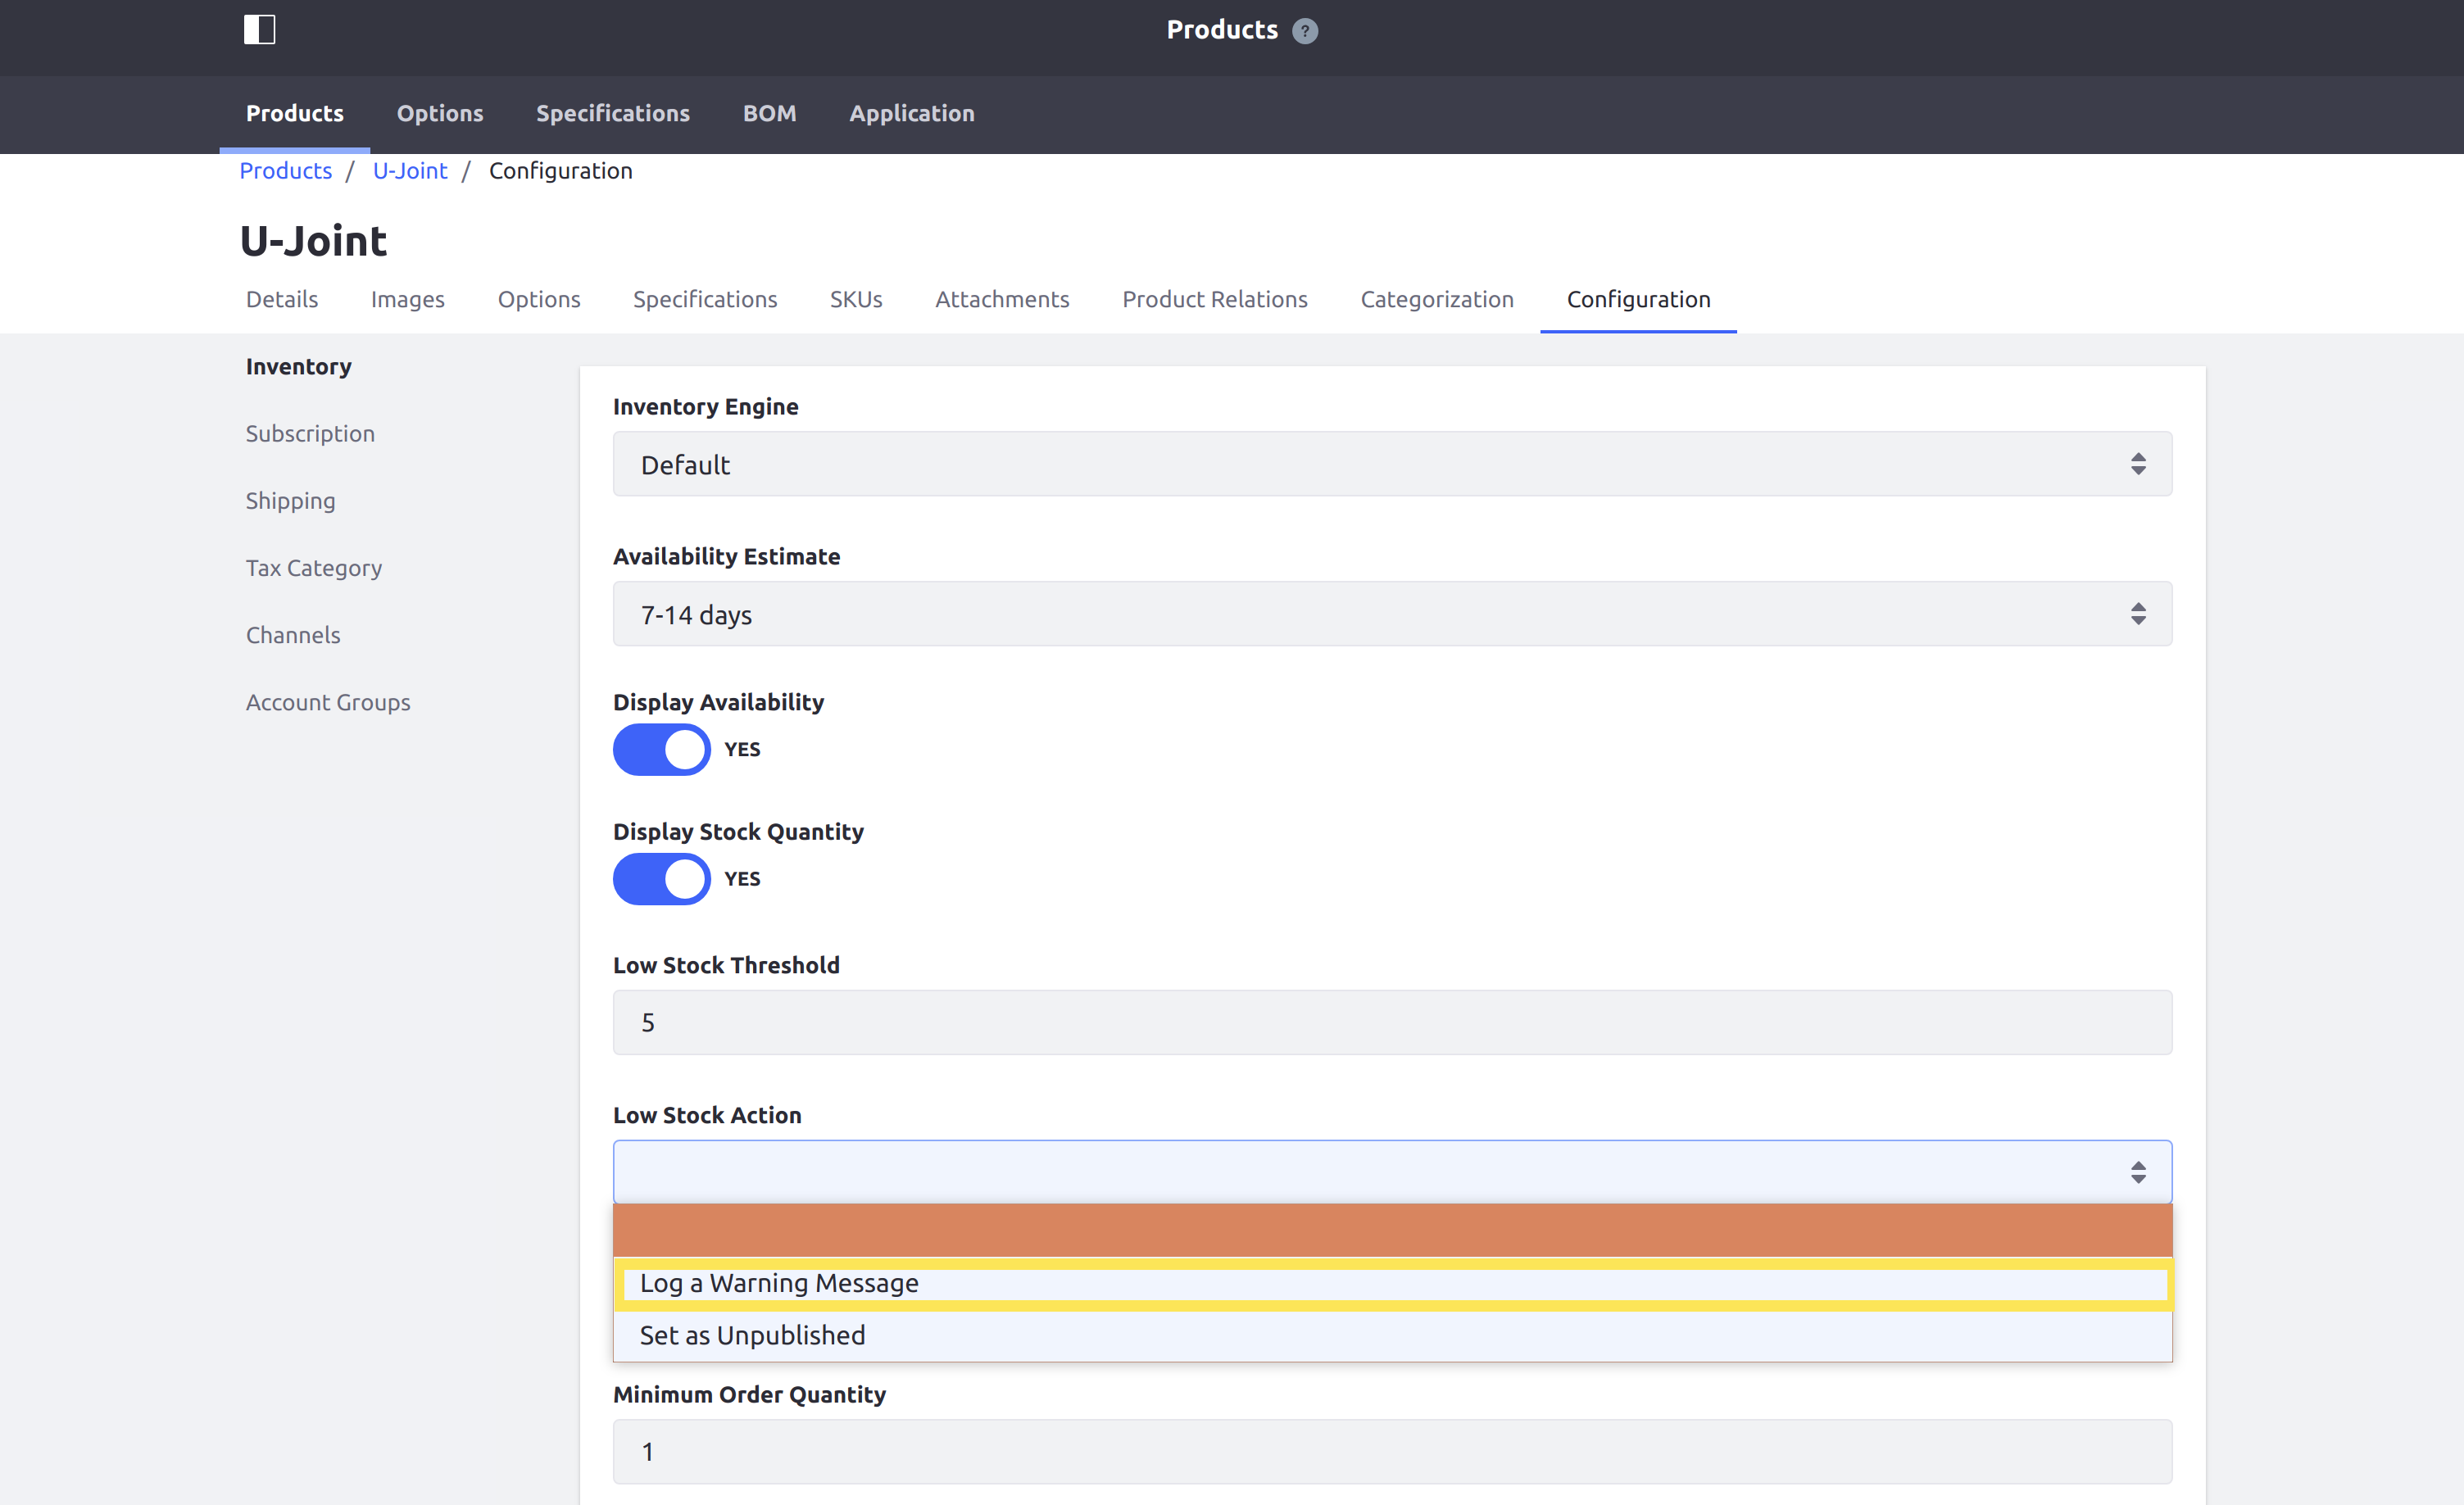 Products ?
Products Options Specifications BOM Application
Products / U-Joint / Configuration
U-Joint
Details Images Options Specifications SKUs Attachments Product Relations Categorization Configuration
Inventory
Subscription
Shipping
Tax Category
Channels
Account Groups
Inventory Engine
Default
Availability Estimate
7-14 days
Display Availability
YES
Display Stock Quantity
YES
Low Stock Threshold
5
Low Stock Action
Log a Warning Message
Set as Unpublished
Minimum Order Quantity
1